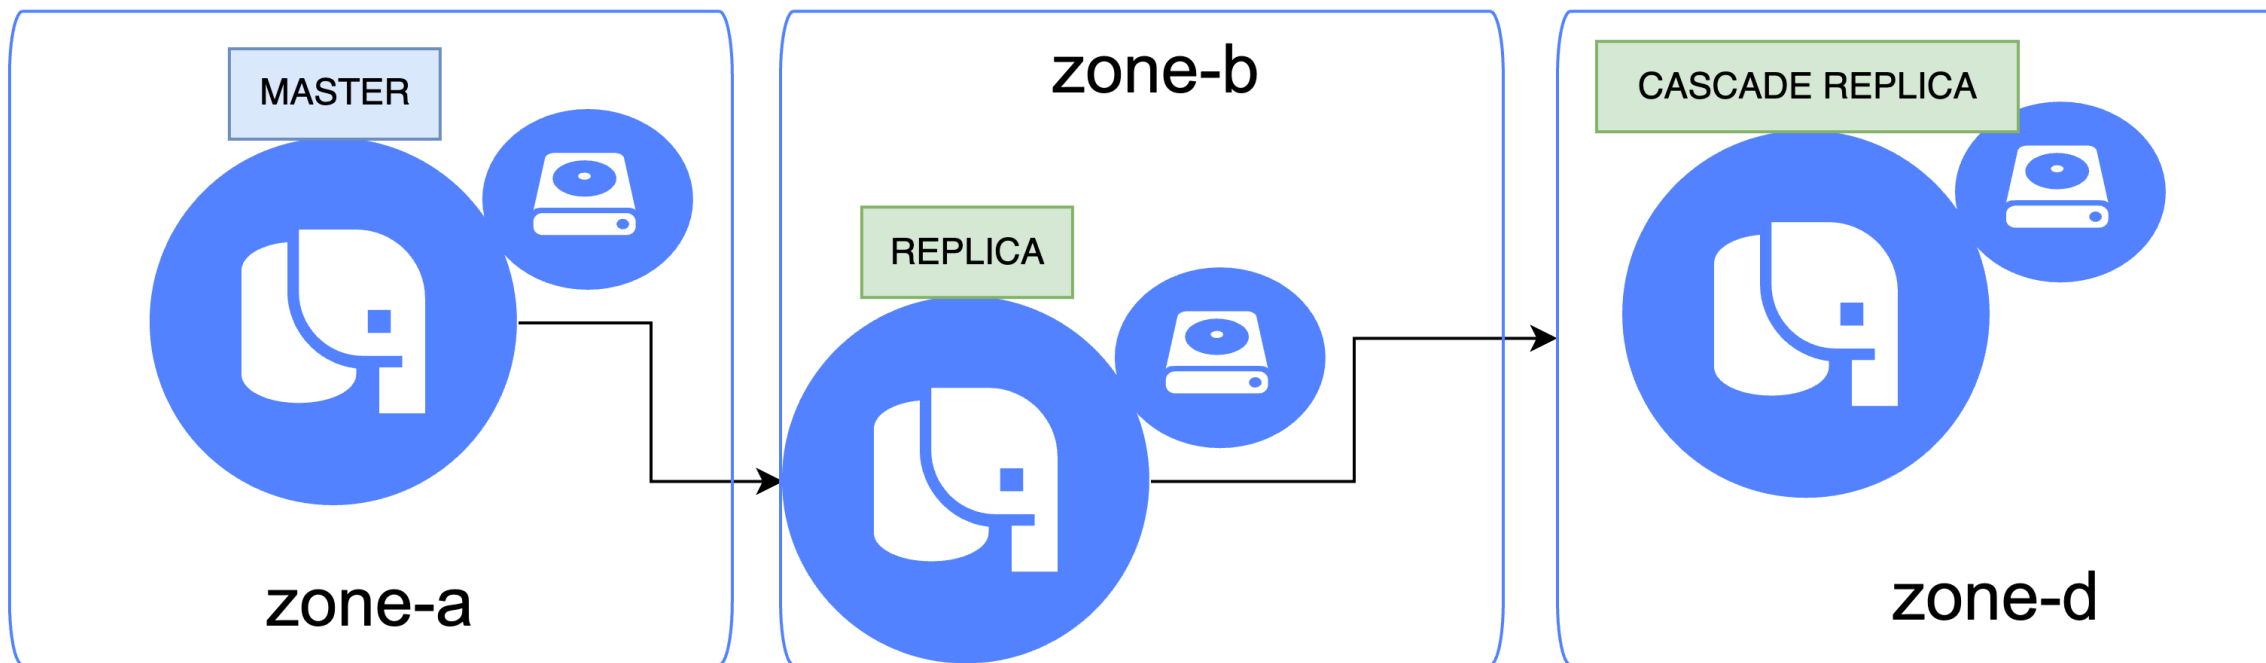 MASTER
zone-a
zone-b
REPLICA
CASCADE REPLICA
zone-d